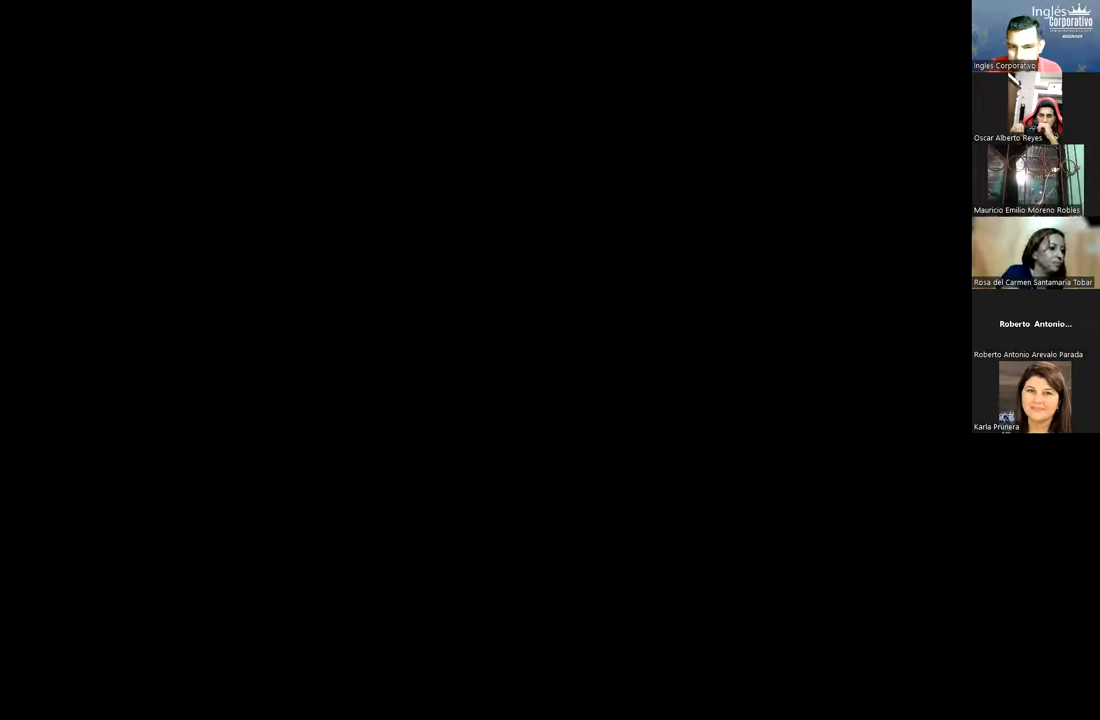 Inglés
Corporativo
BEGINNER
Ingles Corporativo
Oscar Alberto Reyes
Mauricio Emilio Moreno Robles
Rosa del Carmen Santamaria Tobar
Roberto Antonio...
Roberto Antonio Arevalo Parada
Karla Prunera